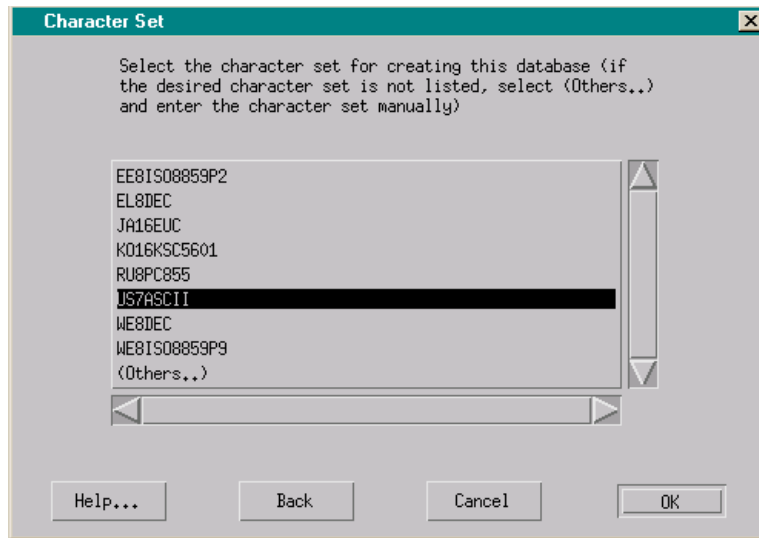 Character Set
Select the character set for creating this database (if
the desired character set is not listed, select (Others..)
and enter the character set manually)
EE8ISO8859P2
EL8DEC
JA16EUC
KO16KSC5601
RU8PC855
US7ASCII
WE8DEC
WE8ISO8859P9
(Others..)
Help...
Back
Cancel
OK